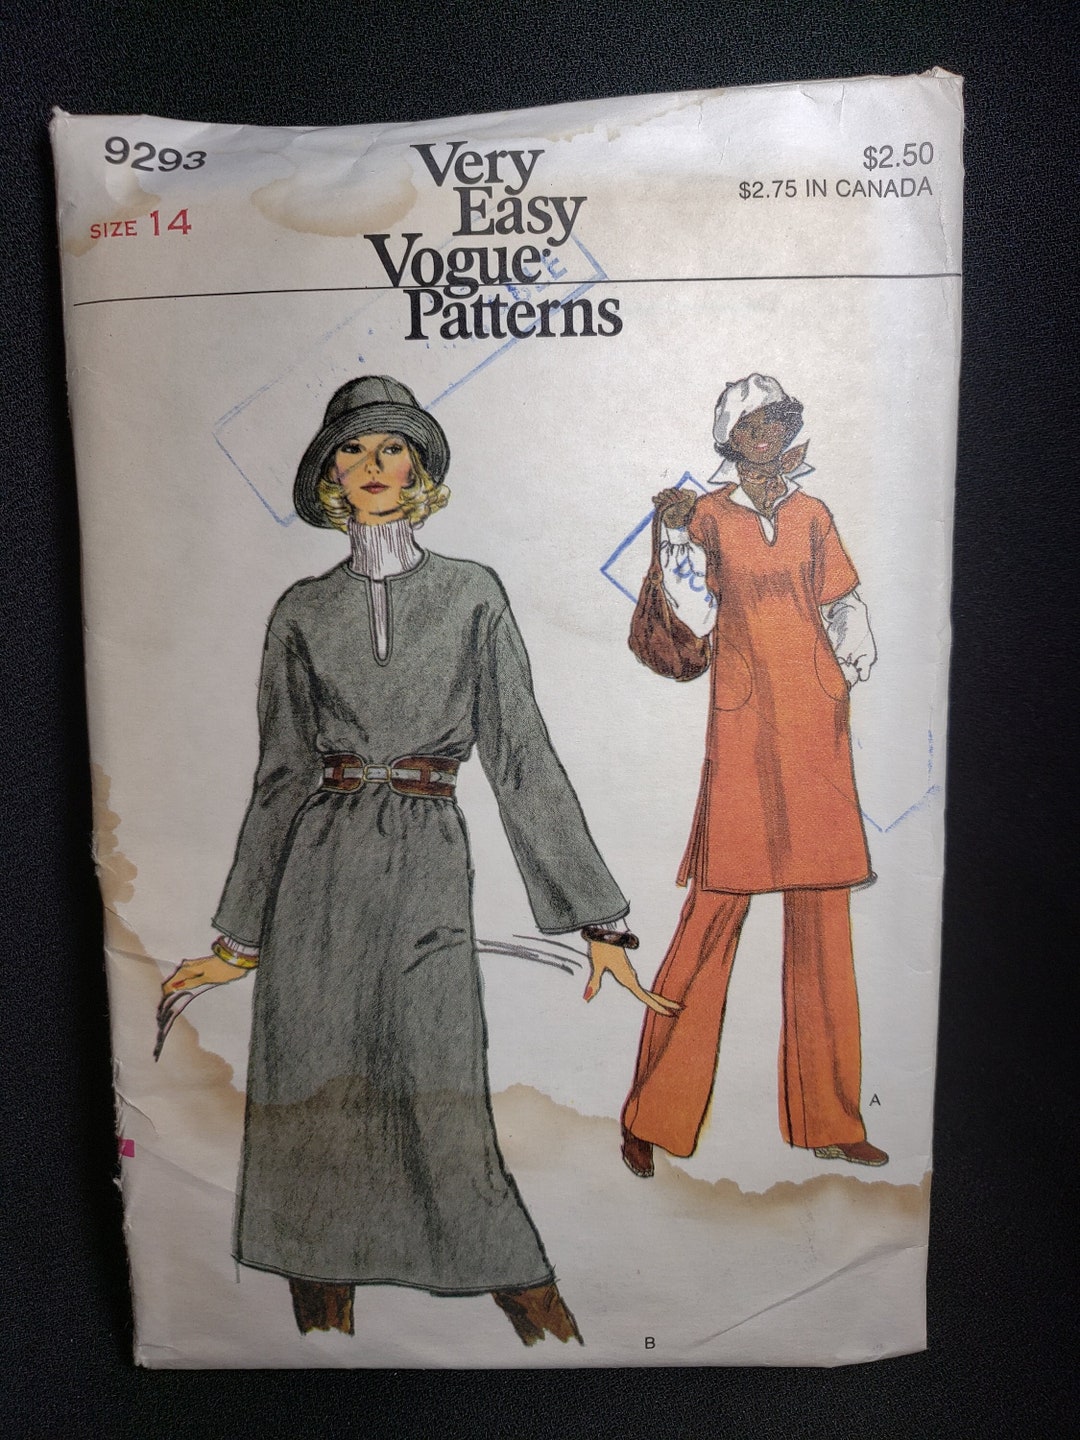 9293
SIZE 14
Very
Easy
Vogue
Patterns
$2.50
$2.75 IN CANADA
A
B